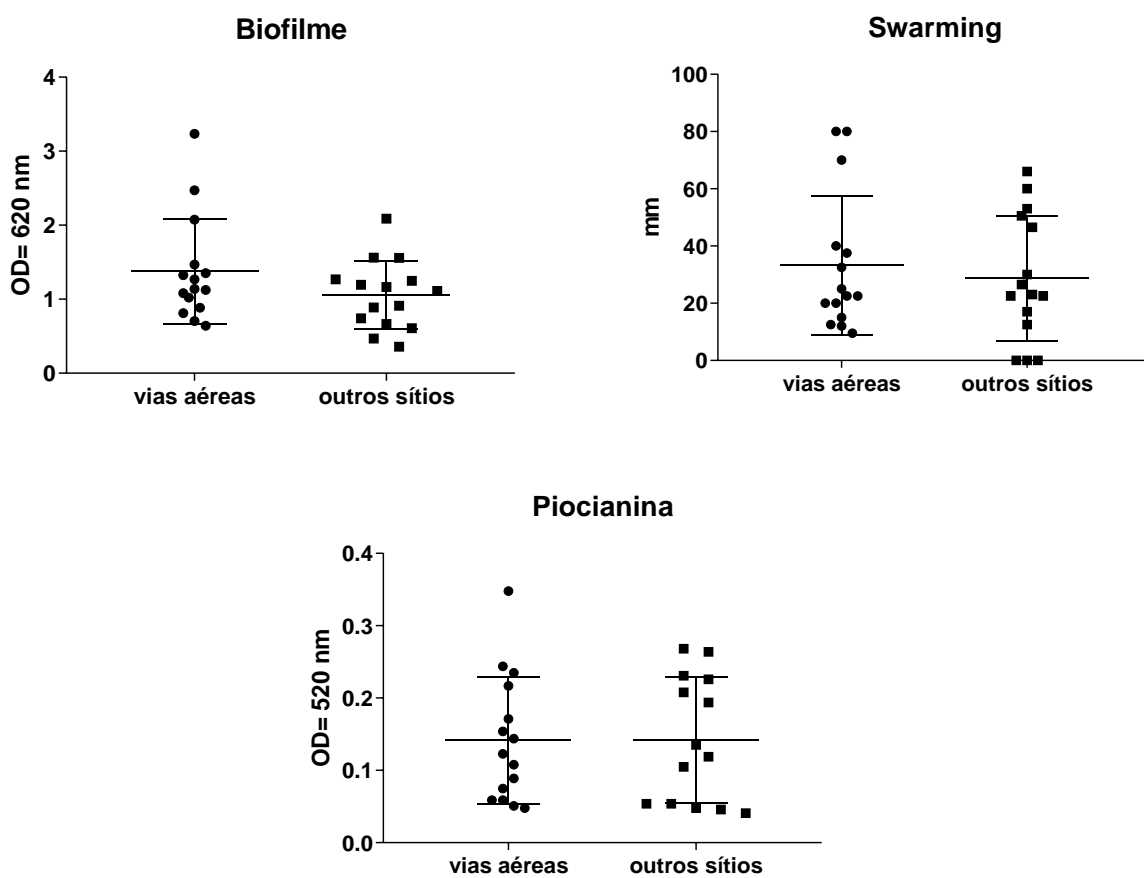 Biofilme
OD= 620 nm
4
3
2
1
0
vias aéreas outros sítios
Swarming
mm
100
80
60
40
20
0
vias aéreas outros sítios
Piocianina
OD= 520 nm
0.4
0.3
0.2
0.1
0.0
vias aéreas outros sítios